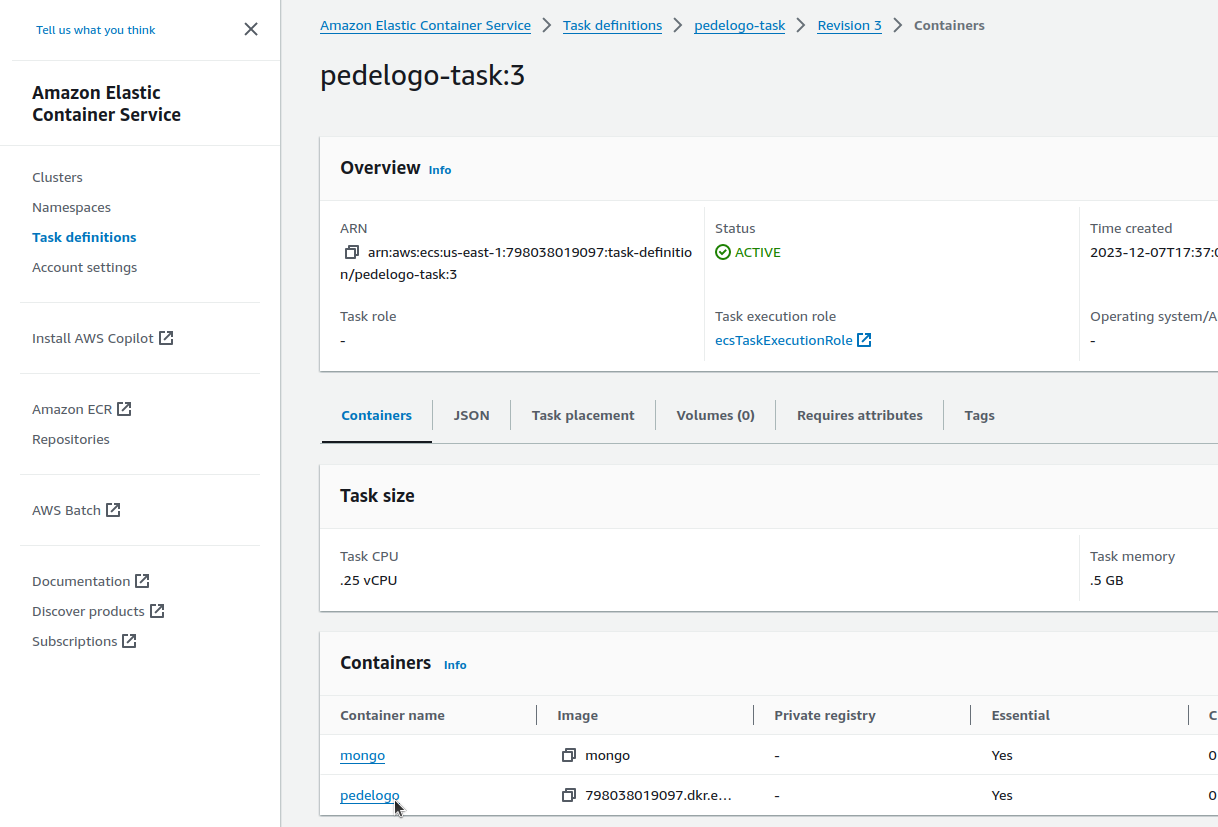 Tell us what you think
Amazon Elastic
Container Service
Clusters
Namespaces
Task definitions
Account settings
Install AWS Copilot
Amazon ECR
Repositories
AWS Batch
Documentation
Discover products
Subscriptions
Amazon Elastic Container Service > Task definitions > pedelogo-task > Revision 3 > Containers
pedelogo-task:3
Overview Info
ARN
arn:aws:ecs:us-east-1:798038019097:task-definitio
n/pedelogo-task:3
Status
ACTIVE
Time created
2023-12-07T17:37:0
Task role
-
Task execution role
ecsTaskExecutionRole
Operating system/A
-
Containers JSON Task placement Volumes (0) Requires attributes Tags
Task size
Task CPU
.25 vCPU
Task memory
.5 GB
Containers Info
Container name Image Private registry Essential C
mongo mongo - Yes 0
pedelogo 798038019097.dkr.e... - Yes 0